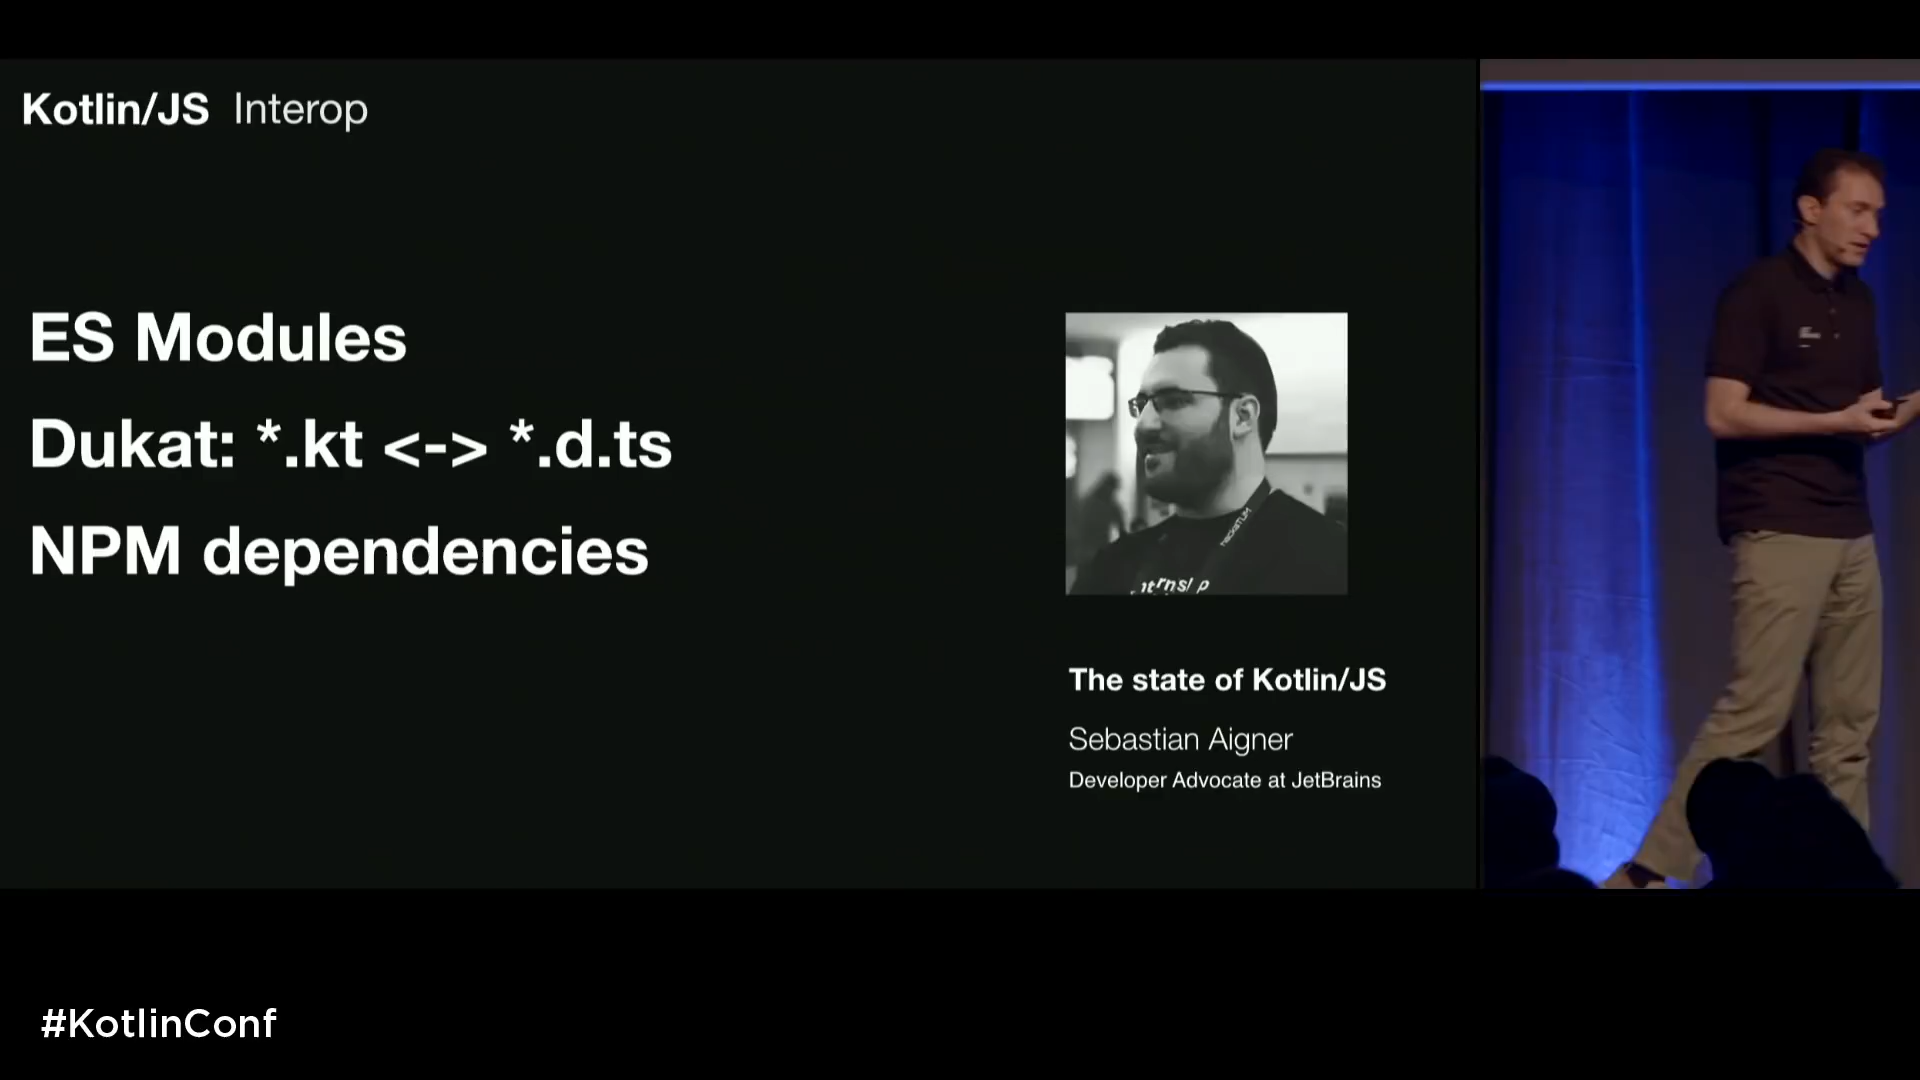 Kotlin/JS Interop
ES Modules
Dukat: *.kt <-> *.d.ts
NPM dependencies
The state of Kotlin/JS
Sebastian Aigner
Developer Advocate at JetBrains
#KotlinConf